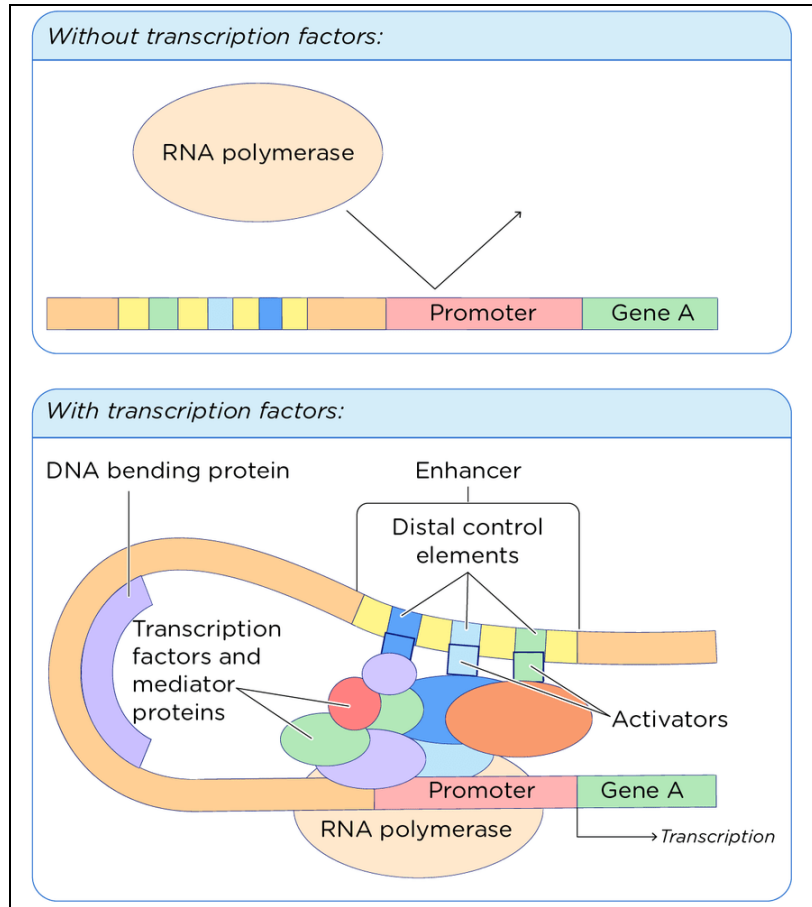 Without transcription factors:
RNA polymerase
Promoter
Gene A
With transcription factors:
DNA bending protein
Enhancer
Distal control
elements
Transcription
factors and
mediator
proteins
Activators
Promoter
Gene A
RNA polymerase
Transcription